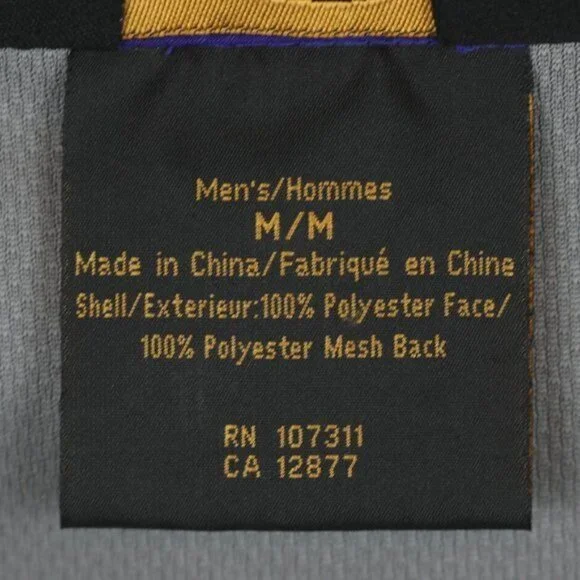 Men's/Hommes
M/M
Made in China/Fabriqué en Chine
Shell/Exterieur:100% Polyester Face/
100% Polyester Mesh Back
RN 107311
CA 12877